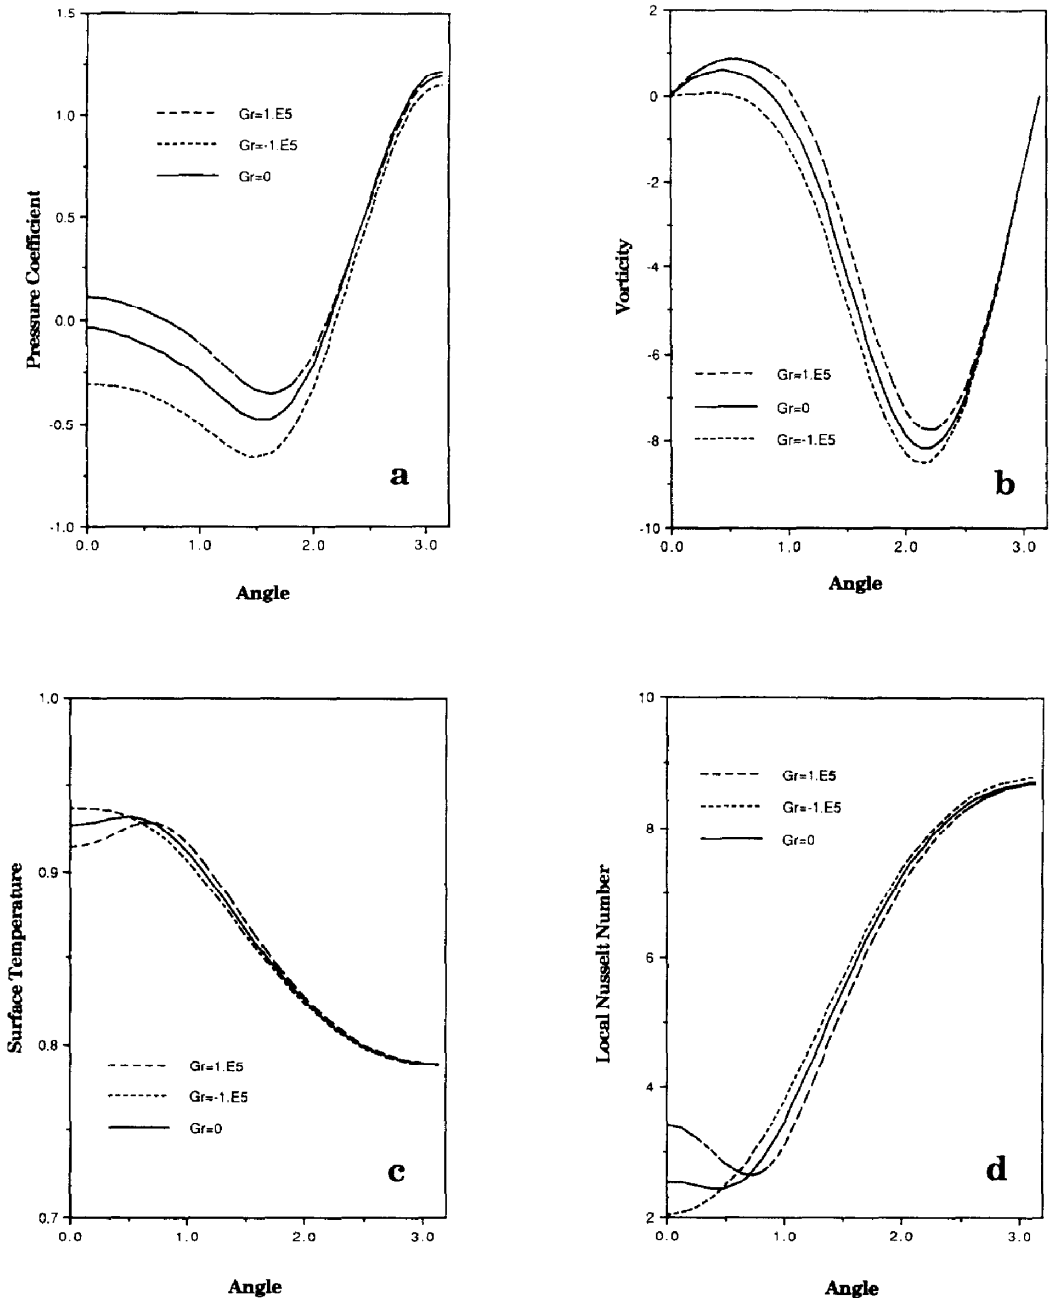 1.5
1.0
0.5
0.0
-0.5
-1.0
Pressure Coefficient
Gr=1.E5
Gr=-1.E5
Gr=0
a
0.0 1.0 2.0 3.0
Angle
2
0
-2
-4
-6
-8
-10
Vorticity
Gr=1.E5
Gr=0
Gr=-1.E5
b
0.0 1.0 2.0 3.0
Angle
1.0
0.9
0.8
0.7
Surface Temperature
Gr=1.E5
Gr=-1.E5
Gr=0
c
0.0 1.0 2.0 3.0
Angle
10
8
6
4
2
Local Nusselt Number
Gr=1.E5
Gr=-1.E5
Gr=0
d
0.0 1.0 2.0 3.0
Angle